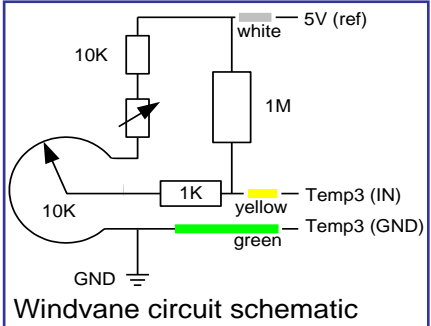 5V (ref)
white
10K
1M
1K
Temp3 (IN)
yellow
10K
Temp3 (GND)
green
GND
Windvane circuit schematic